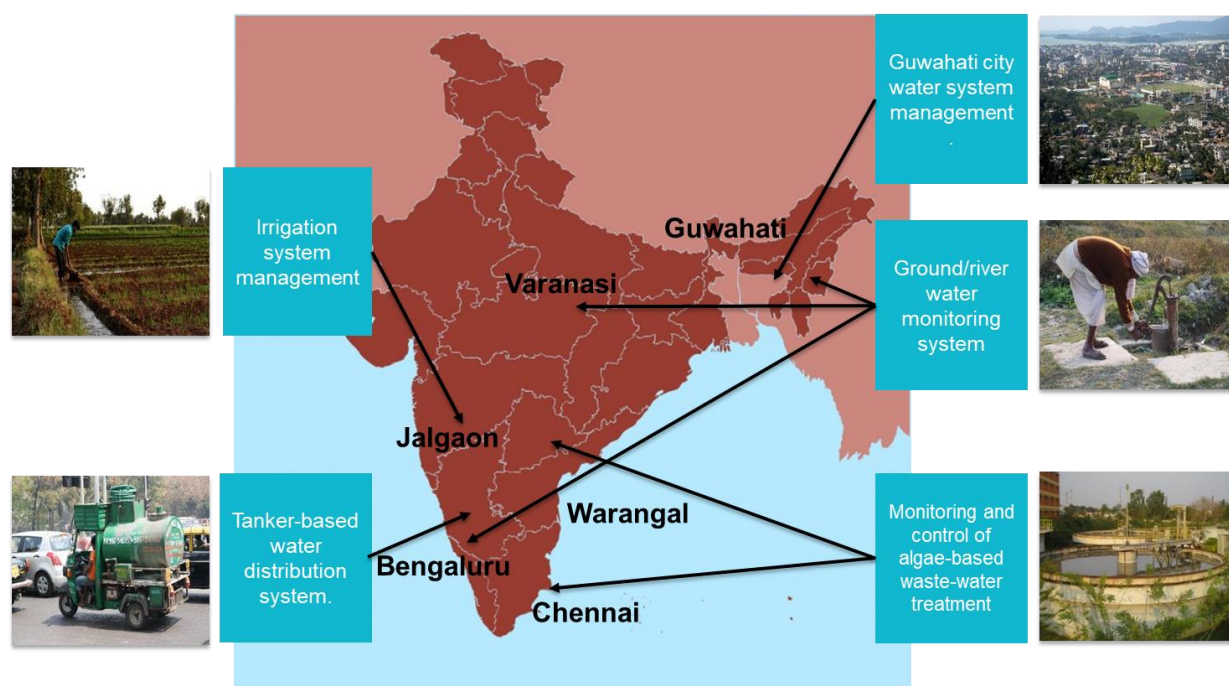 Guwahati city
water system
management
.
Irrigation
system
management
Guwahati
Ground/river
water
monitoring
system
Varanasi
Jalgaon
Tanker-based
water
distribution
system.
Warangal
Bengaluru
Chennai
Monitoring and
control of
algae-based
waste-water
treatment